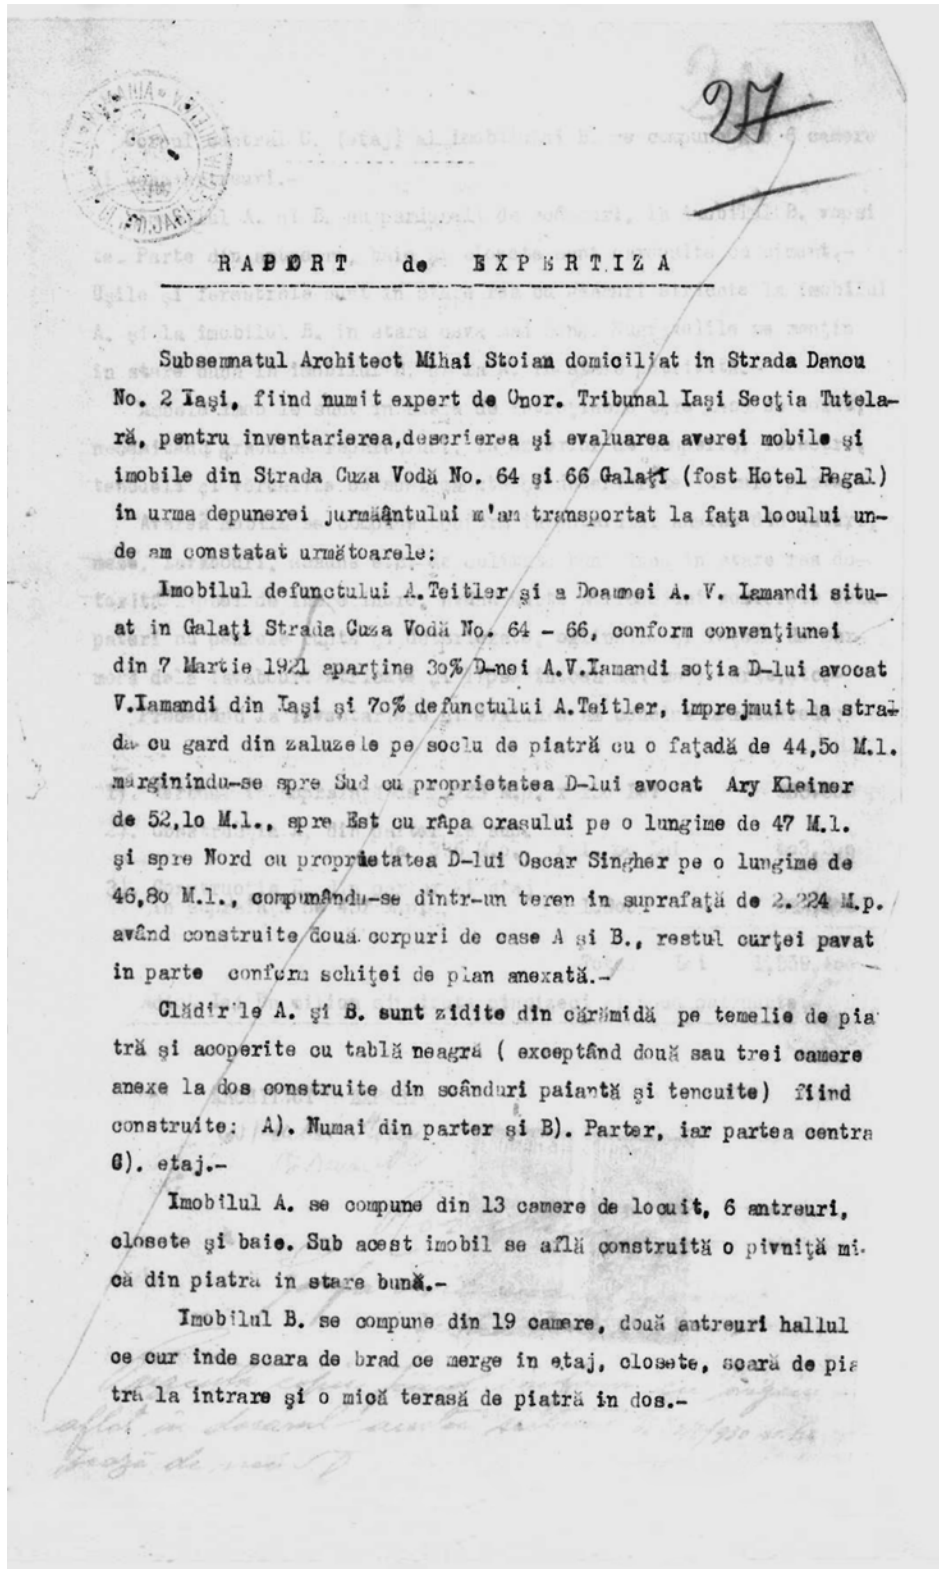 27
RAPORT de EXPERTIZA
Subsemnatul Architect Mihai Stoian domiciliat in Strada Dancu
No. 2 Iaşi, fiind numit expert de Onor. Tribunal Iaşi Secţia Tutela-
ră, pentru inventarierea,descrierea şi evaluarea averei mobile şi
imobile din Strada Cuza Vodă No. 64 şi 66 Galaţi (fost Hotel Regal)
in urma depunerei jurmăântului m'am transportat la faţa locului un-
de am constatat următoarele:
Imobilul defunctului A.Teitler şi a Doamnei A. V. Iamandi situ-
at in Galaţi Strada Cuza Vodă No. 64 - 66, conform convenţiunei
din 7 Martie 1921 aparţine 30% D-nei A.V.Iamandi soţia D-lui avocat
V.Iamandi din Iaşi şi 70% defunctului A.Teitler, imprejmuit la stra-
da cu gard din zaluzele pe soclu de piatră cu o faţadă de 44,50 M.l.
marginindu-se spre Sud cu proprietatea D-lui avocat Ary Kleiner
de 52,10 M.l., spre Est cu râpa oraşului pe o lungime de 47 M.l.
şi spre Nord cu proprietatea D-lui Oscar Singher pe o lungime de
46,80 M.l., compunându-se dintr-un teren in suprafaţă de 2.224 M.p.
având construite două corpuri de case A şi B., restul curţei pavat
in parte conform schiţei de plan anexată.-
Clădir'le A. şi B. sunt zidite din cărămidă pe temelie de pia
tră şi acoperite cu tablă neagră ( exceptând două sau trei camere
anexe la dos construite din scânduri paiantă şi tencuite) fiind
construite: A). Numai din parter şi B). Parter, iar partea centra
C). etaj.-
Imobilul A. se compune din 13 camere de locuit, 6 antreuri,
closete şi baie. Sub acest imobil se află construită o pivniţă mi-
că din piatră in stare bună.-
Imobilul B. se compune din 19 camere, două antreuri hallul
ce cur inde scara de brad ce merge in etaj, closete, scară de pia
tră la intrare şi o mică terasă de piatră in dos.-